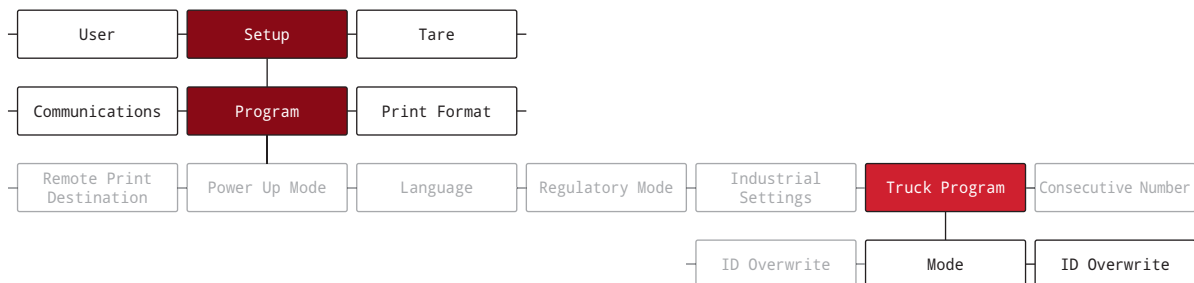 User
Setup
Tare
Communications
Program
Print Format
Remote Print
Destination
Power Up Mode
Language
Regulatory Mode
Industrial
Settings
Truck Program
Consecutive Number
ID Overwrite
Mode
ID Overwrite